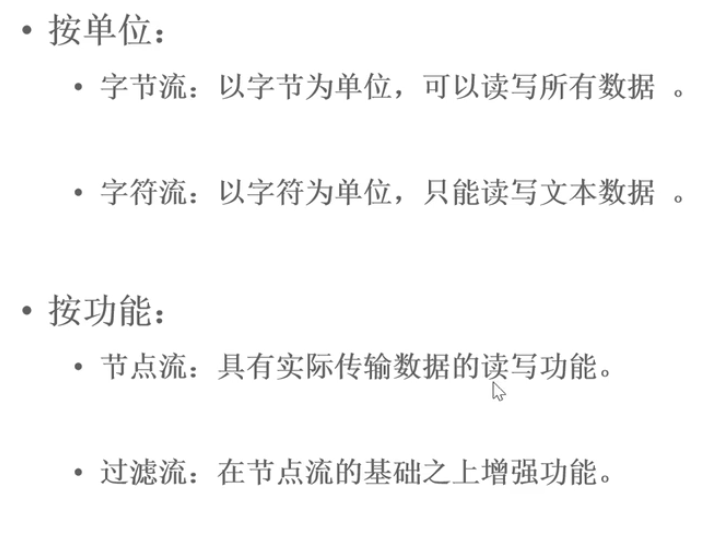 • 按单位：
• 字节流：以字节为单位，可以读写所有数据 。
• 字符流：以字符为单位，只能读写文本数据 。
• 按功能：
• 节点流：具有实际传输数据的读写功能。
• 过滤流：在节点流的基础之上增强功能。